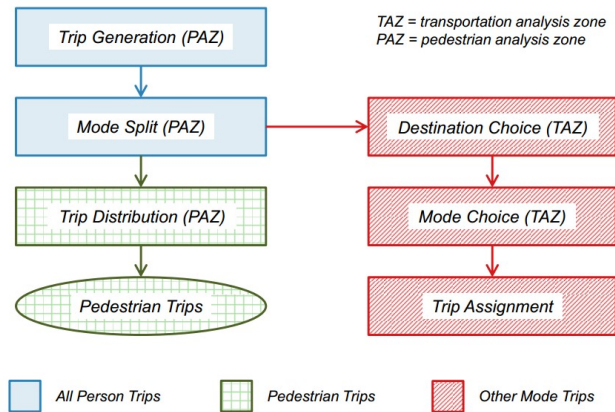 Trip Generation (PAZ)
TAZ = transportation analysis zone
PAZ = pedestrian analysis zone
Mode Split (PAZ)
Destination Choice (TAZ)
Trip Distribution (PAZ)
Mode Choice (TAZ)
Pedestrian Trips
Trip Assignment
All Person Trips
Pedestrian Trips
Other Mode Trips